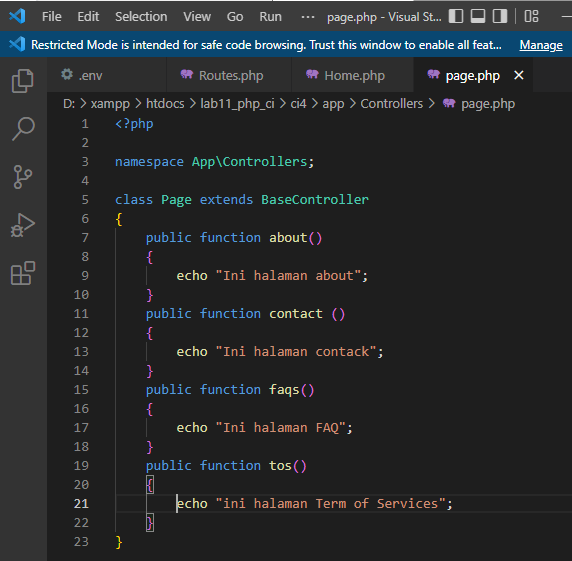 File Edit Selection View Go Run ··· page.php - Visual St...
Restricted Mode is intended for safe code browsing. Trust this window to enable all feat... Manage
.env Routes.php Home.php page.php
D: > xampp > htdocs > lab11_php_ci > ci4 > app > Controllers > page.php
1 <?php
2
3 namespace App\Controllers;
4
5 class Page extends BaseController
6 {
7 public function about()
8 {
9 echo "Ini halaman about";
10 }
11 public function contact ()
12 {
13 echo "Ini halaman contack";
14 }
15 public function faqs()
16 {
17 echo "Ini halaman FAQ";
18 }
19 public function tos()
20 {
21 echo "ini halaman Term of Services";
22 }
23 }